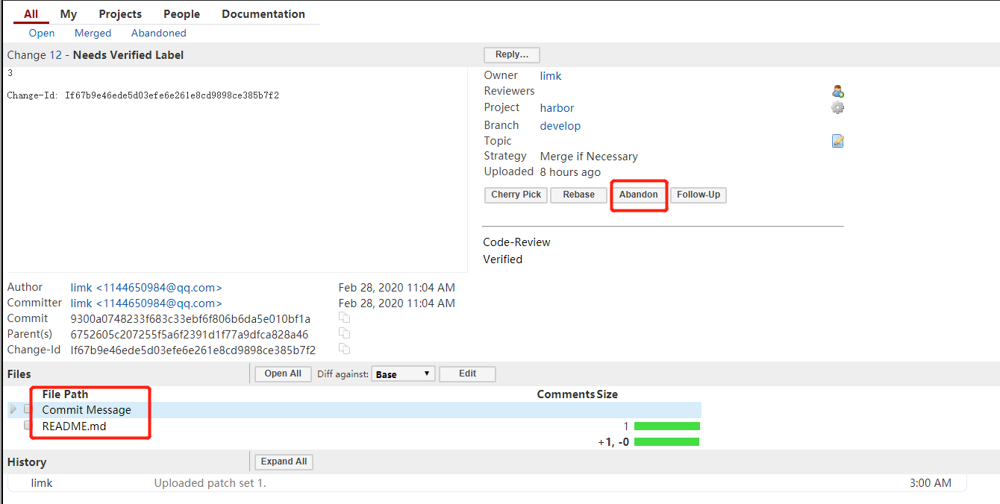 All My Projects People Documentation
Open Merged Abandoned
Change 12 - Needs Verified Label
Reply...
3
Change-Id: If67b9e46ede5d03efe6e261e8cd9898ce385b7f2
Owner limk
Reviewers
Project harbor
Branch develop
Topic
Strategy Merge if Necessary
Uploaded 8 hours ago
Cherry Pick Rebase Abandon Follow-Up
Code-Review
Verified
Author limk <1144650984@qq.com> Feb 28, 2020 11:04 AM
Committer limk <1144650984@qq.com> Feb 28, 2020 11:04 AM
Commit 9300a0748233f683c33ebf6f806b6da5e010bf1a
Parent(s) 6752605c207255f5a6f2391d1f77a9dfca828a46
Change-Id If67b9e46ede5d03efe6e261e8cd9898ce385b7f2
Files Open All Diff against: Base Edit
File Path Comments Size
Commit Message
README.md 1
+1, -0
History Expand All
limk Uploaded patch set 1. 3:00 AM